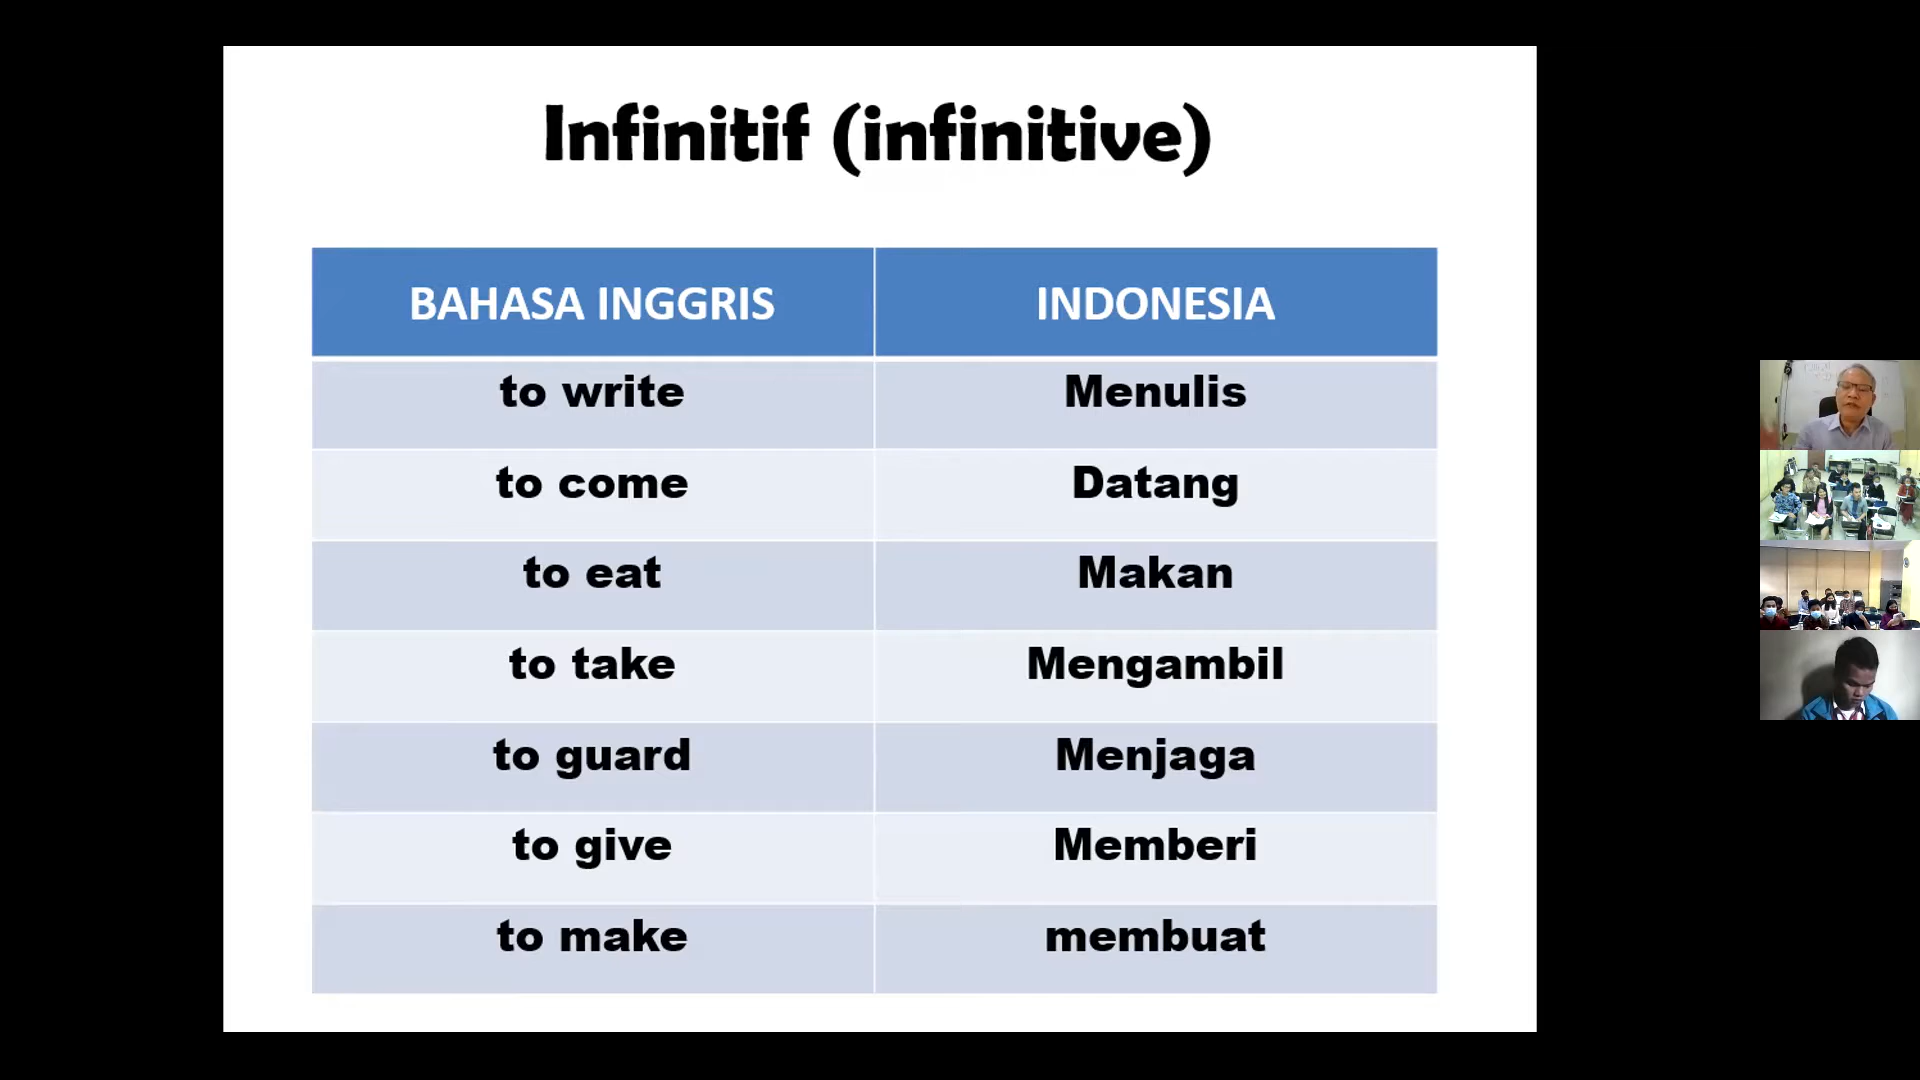 Infinitif (infinitive)
BAHASA INGGRIS INDONESIA
to write Menulis
to come Datang
to eat Makan
to take Mengambil
to guard Menjaga
to give Memberi
to make membuat